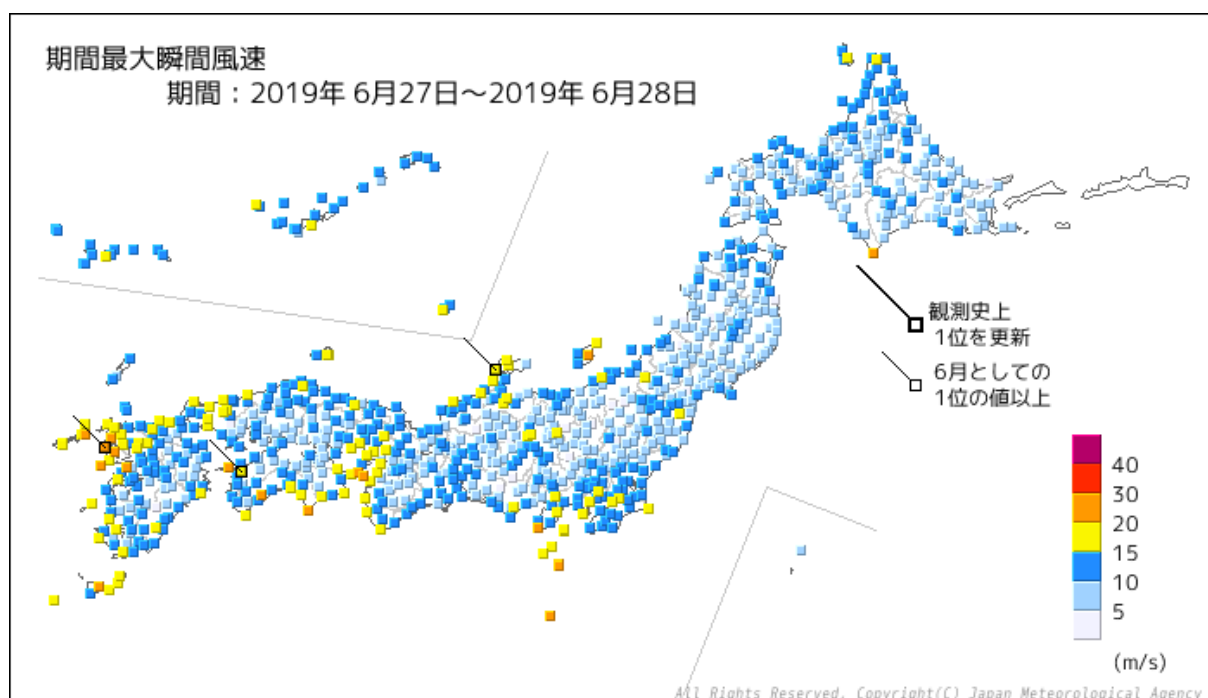 期間最大瞬間風速
期間：2019年 6月27日～2019年 6月28日
観測史上
1位を更新
6月としての
1位の値以上
40
30
20
15
10
5
(m/s)
All Rights Reserved. Copyright(C) Japan Meteorological Agency